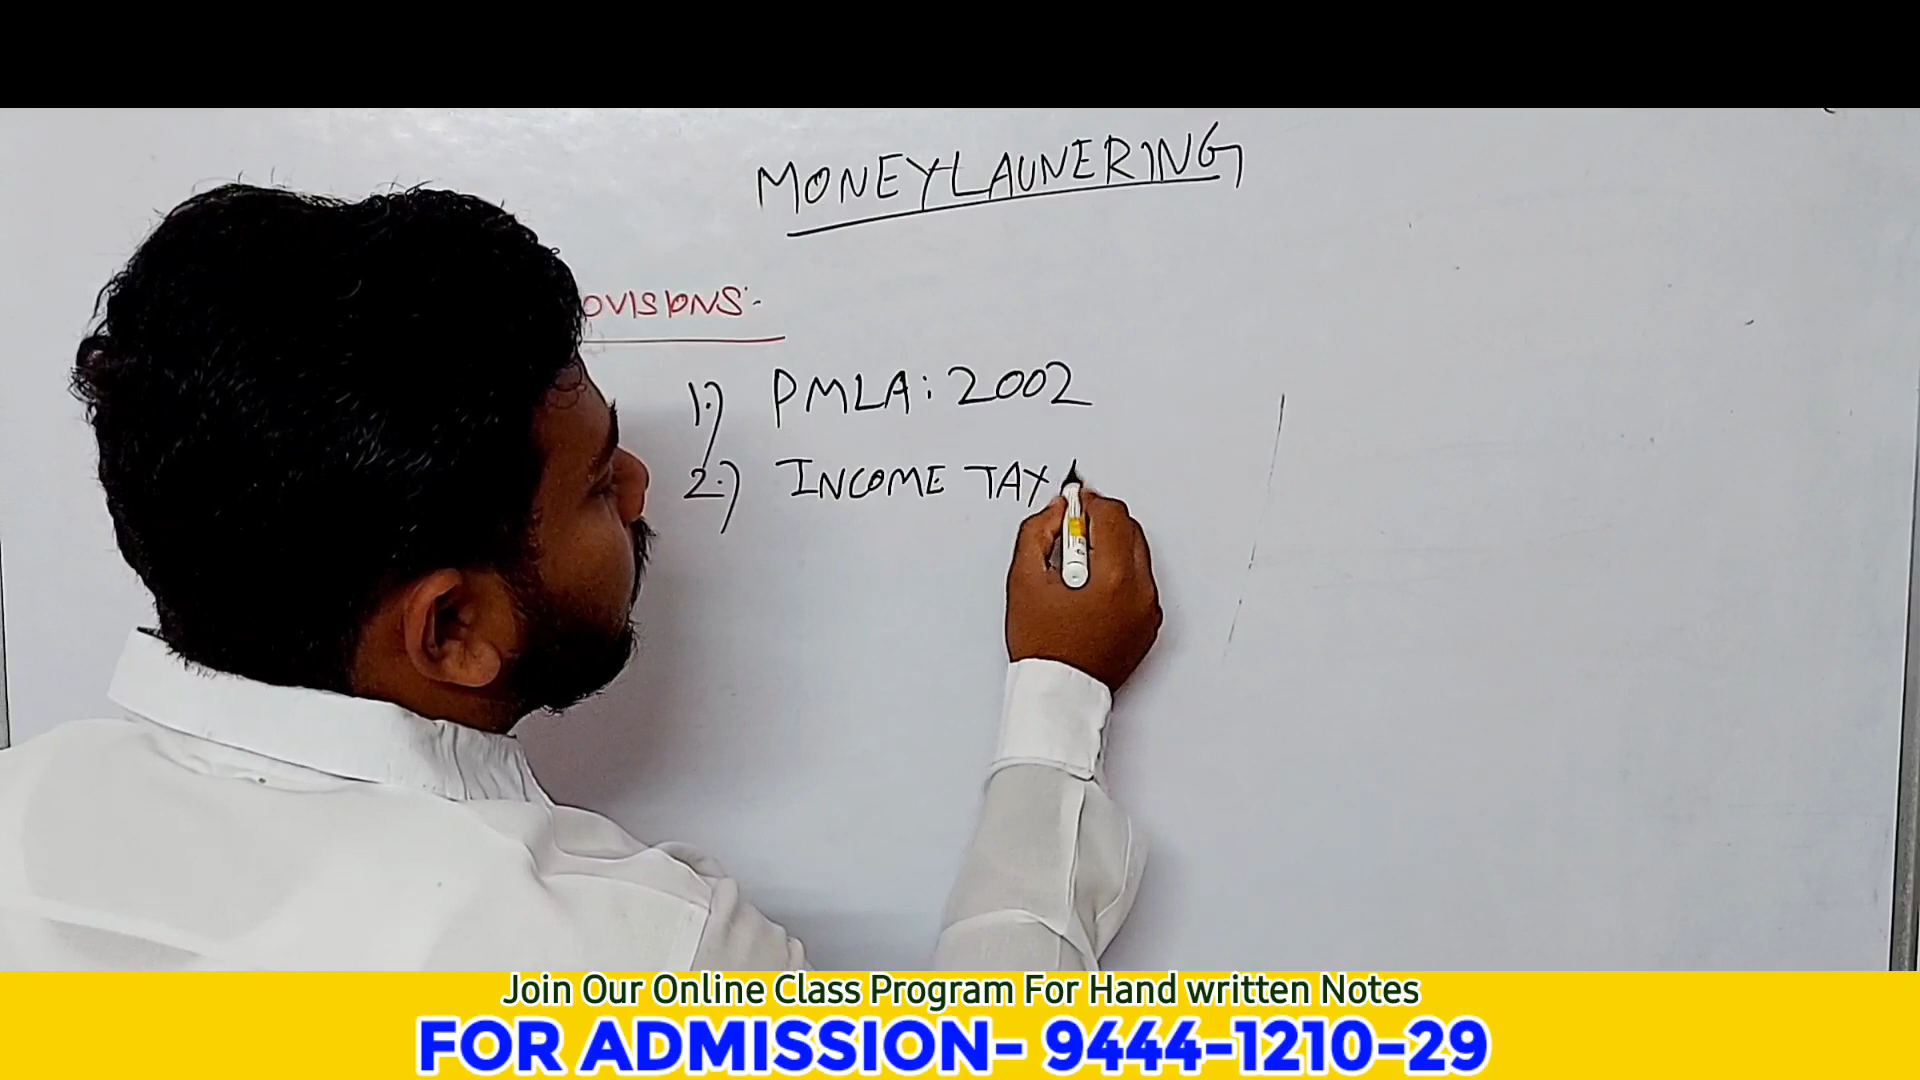 MONEYLAUNERING
OVISIONS:-
1.) PMLA: 2002
2.) INCOME TAX
Join Our Online Class Program For Hand written Notes
FOR ADMISSION- 9444-1210-29